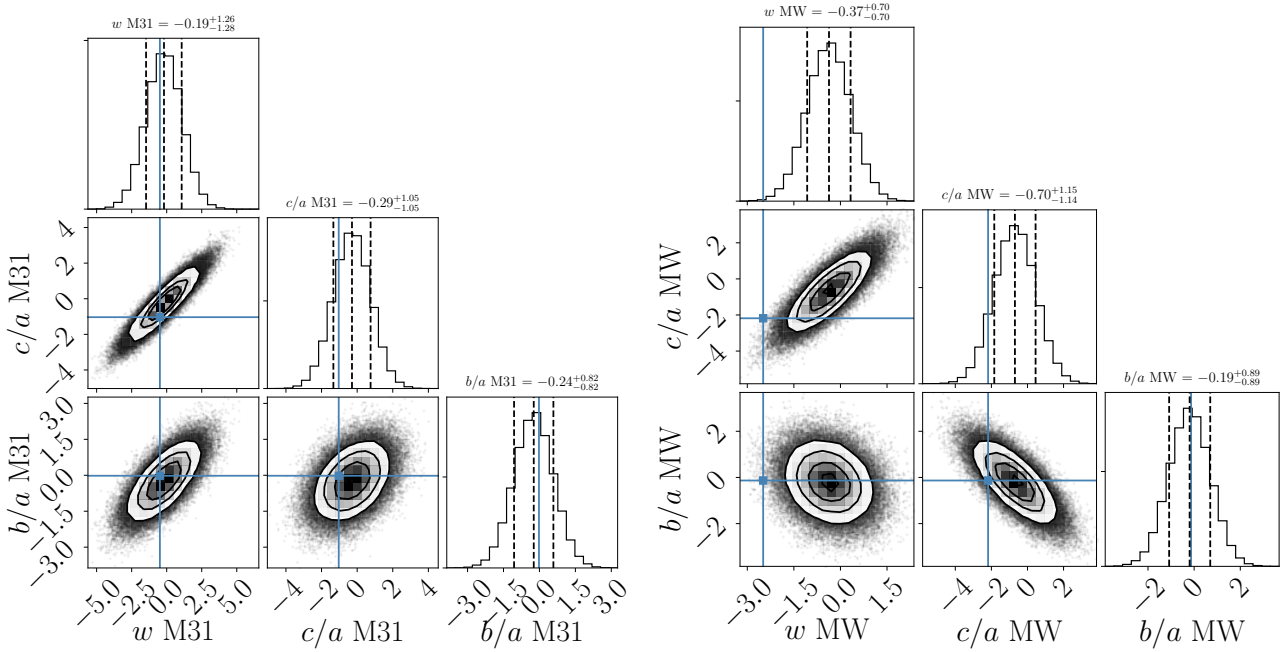 w M31 = −0.19+1.26 −1.28
w MW = −0.37+0.70 −0.70
c/a M31 = −0.29+1.05 −1.05
c/a MW = −0.70+1.15 −1.14
4
2
0
−2
−4
c/a M31
2
0
−2
−4
c/a MW
b/a M31 = −0.24+0.82 −0.82
b/a MW = −0.19+0.89 −0.89
3.0
1.5
0.0
−1.5
−3.0
b/a M31
2
0
−2
b/a MW
−5.0 −2.5 0.0 2.5 5.0
−4 −2 0 2 4
−3.0 −1.5 0.0 1.5 3.0
−3.0 −1.5 0.0 1.5
−4 −2 0 2
−2 0 2
w M31
c/a M31
b/a M31
w MW
c/a MW
b/a MW